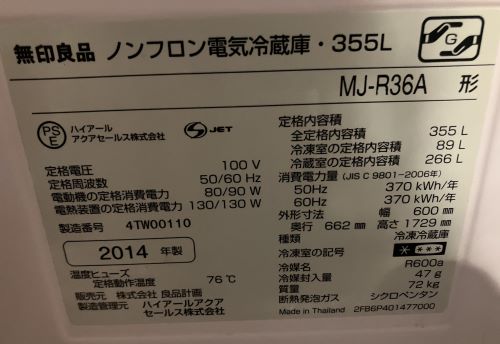 無印良品 ノンフロン電気冷蔵庫・355L
G
MJ-R36A 形
PS
E
ハイアール
アクアセールス株式会社
S JET
定格電圧 100 V
定格周波数 50/60 Hz
電動機の定格消費電力 80/90 W
電熱装置の定格消費電力 130/130 W
製造番号 4TW00110
2014 年製
温度ヒューズ
定格動作温度 76℃
販売元 株式会社 良品計画
製造管理元 ハイアールアクア
セールス株式会社
定格内容積
全定格内容積 355 L
冷凍室の定格内容積 89 L
冷蔵室の定格内容積 266 L
消費電力量 (JIS C 9801-2006年)
50Hz 370 kWh/年
60Hz 370 kWh/年
外形寸法 幅 600 ㎜
奥行 662 ㎜ 高さ 1729 ㎜
種類 冷凍冷蔵庫
冷凍室の記号 * ***
冷媒名 R600a
冷媒封入量 47 g
質量 72 kg
断熱発泡ガス シクロペンタン
Made in Thailand 2FB6P401477000